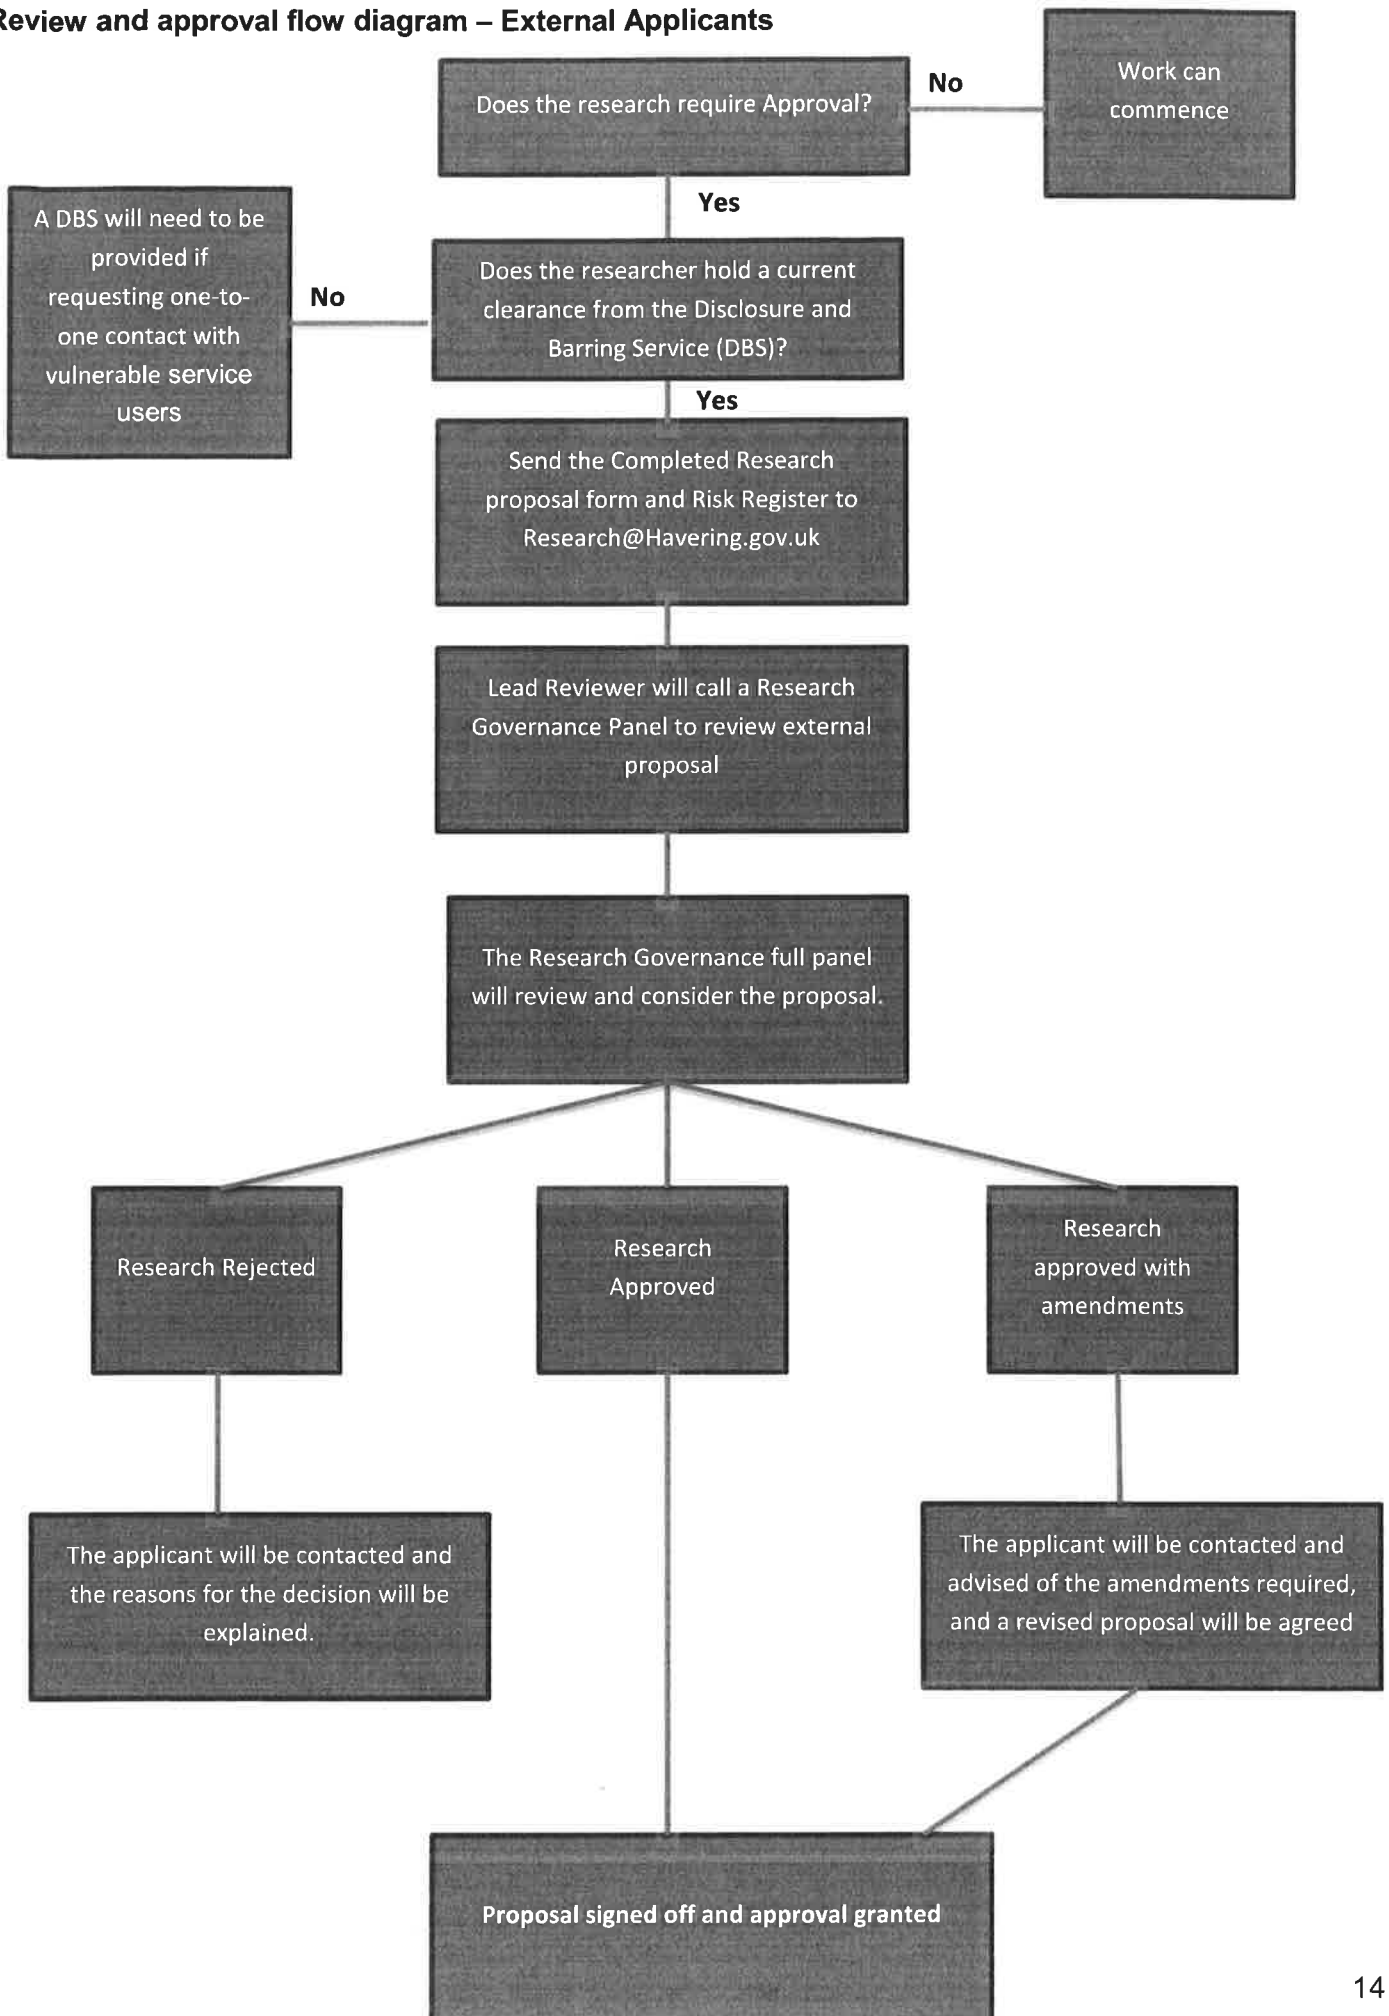 Review and approval flow diagram – External Applicants
Does the research require Approval?
No
Work can
commence
Yes
A DBS will need to be
provided if
requesting one-to-
one contact with
vulnerable service
users
No
Does the researcher hold a current
clearance from the Disclosure and
Barring Service (DBS)?
Yes
Send the Completed Research
proposal form and Risk Register to
Research@Havering.gov.uk
Lead Reviewer will call a Research
Governance Panel to review external
proposal
The Research Governance full panel
will review and consider the proposal.
Research Rejected
Research
Approved
Research
approved with
amendments
The applicant will be contacted and
the reasons for the decision will be
explained.
The applicant will be contacted and
advised of the amendments required,
and a revised proposal will be agreed
Proposal signed off and approval granted
14